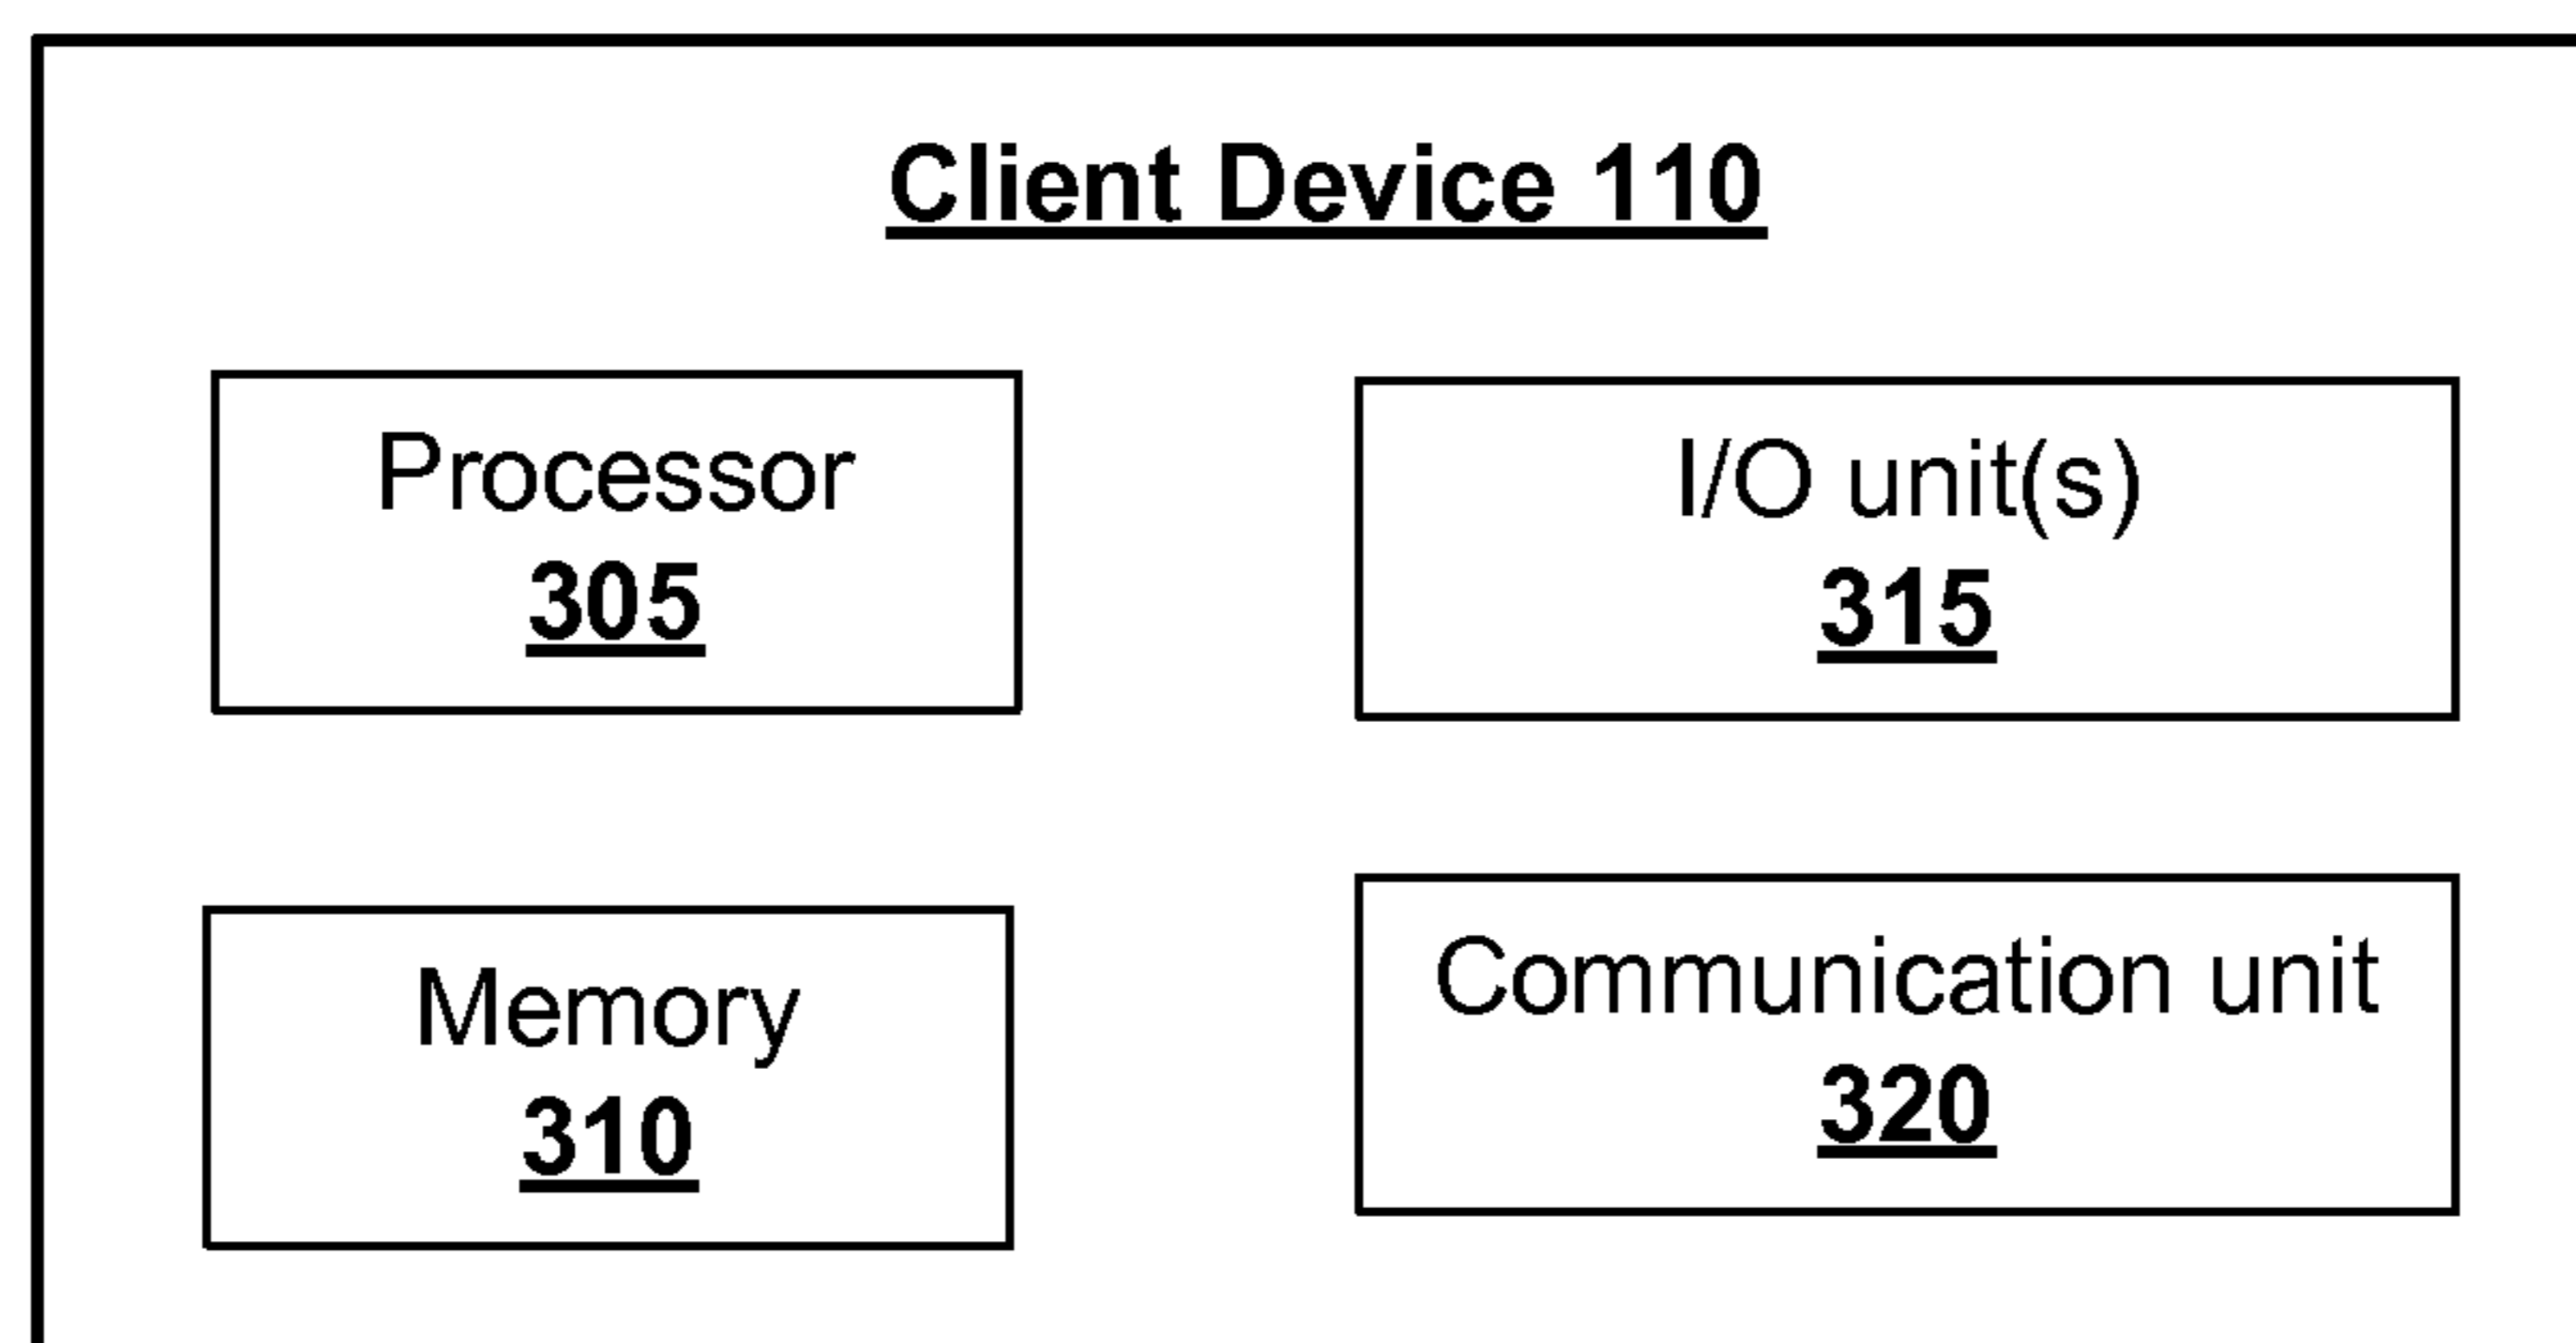 Client Device 110
Processor
305
I/O unit(s)
315
Memory
310
Communication unit
320